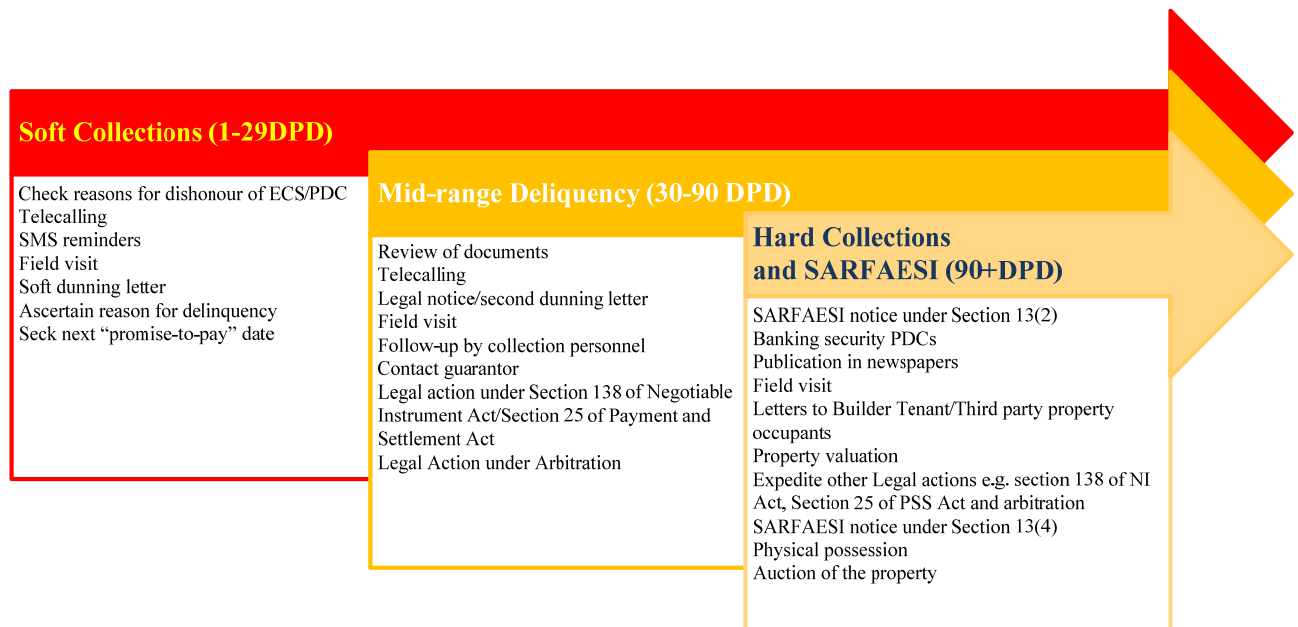 Soft Collections (1-29DPD)
Check reasons for dishonour of ECS/PDC
Telecalling
SMS reminders
Field visit
Soft dunning letter
Ascertain reason for delinquency
Seck next “promise-to-pay” date
Mid-range Deliquency (30-90 DPD)
Review of documents
Telecalling
Legal notice/second dunning letter
Field visit
Follow-up by collection personnel
Contact guarantor
Legal action under Section 138 of Negotiable
Instrument Act/Section 25 of Payment and
Settlement Act
Legal Action under Arbitration
Hard Collections
and SARFAESI (90+DPD)
SARFAESI notice under Section 13(2)
Banking security PDCs
Publication in newspapers
Field visit
Letters to Builder Tenant/Third party property
occupants
Property valuation
Expedite other Legal actions e.g. section 138 of NI
Act, Section 25 of PSS Act and arbitration
SARFAESI notice under Section 13(4)
Physical possession
Auction of the property